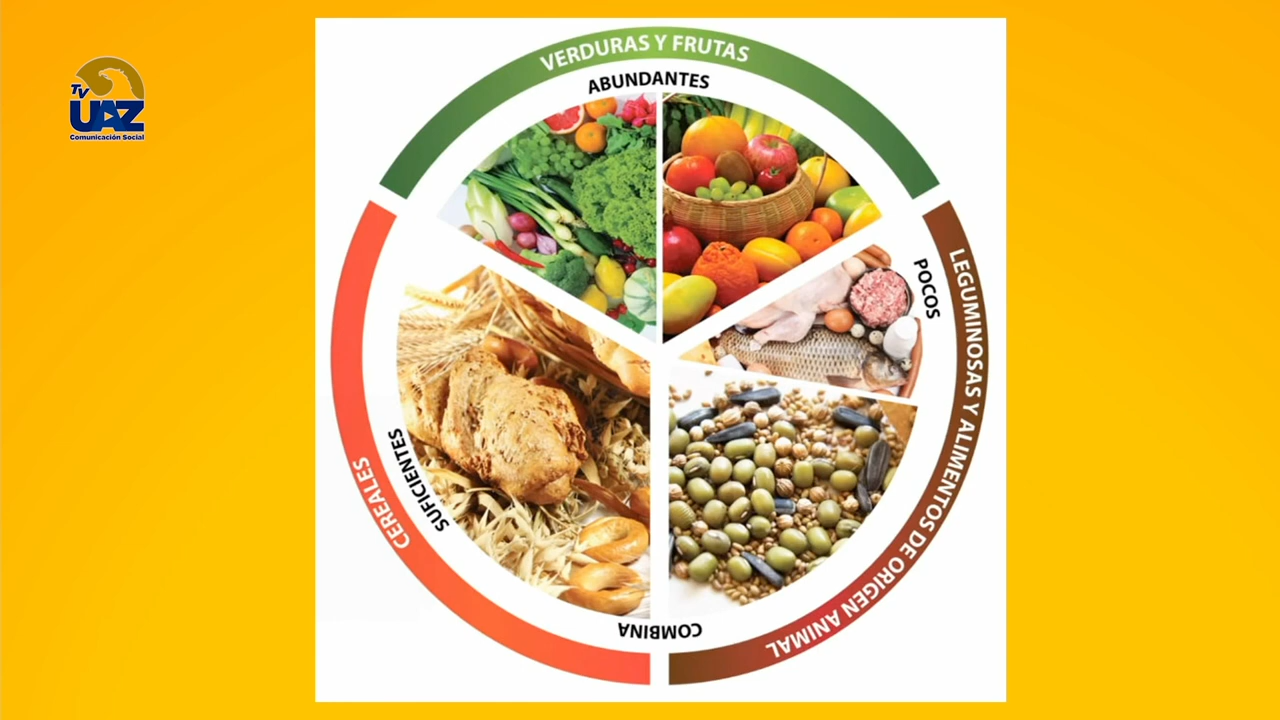 TV
UAZ
Comunicación Social
VERDURAS Y FRUTAS
ABUNDANTES
POCOS
LEGUMINOSAS Y ALIMENTOS DE ORIGEN ANIMAL
CEREALES
SUFICIENTES
COMBINA